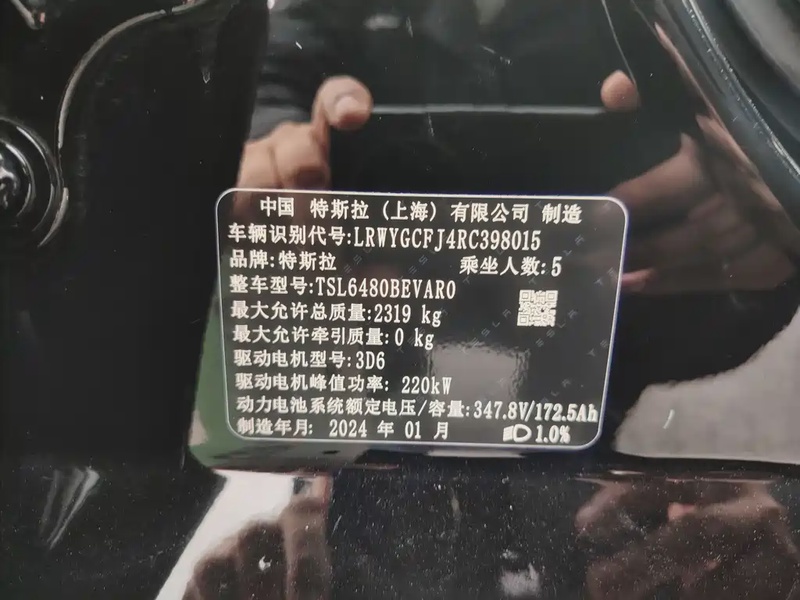 中国 特斯拉 (上海) 有限公司 制造
车辆识别代号:LRWYGCFJ4RC398015
品牌:特斯拉 乘坐人数:5
整车型号:TSL6480BEVAR0
最大允许总质量:2319 kg
最大允许牵引质量:0 kg
驱动电机型号:3D6
驱动电机峰值功率: 220kW
动力电池系统额定电压/容量:347.8V/172.5Ah
制造年月: 2024 年 01 月 1.0%